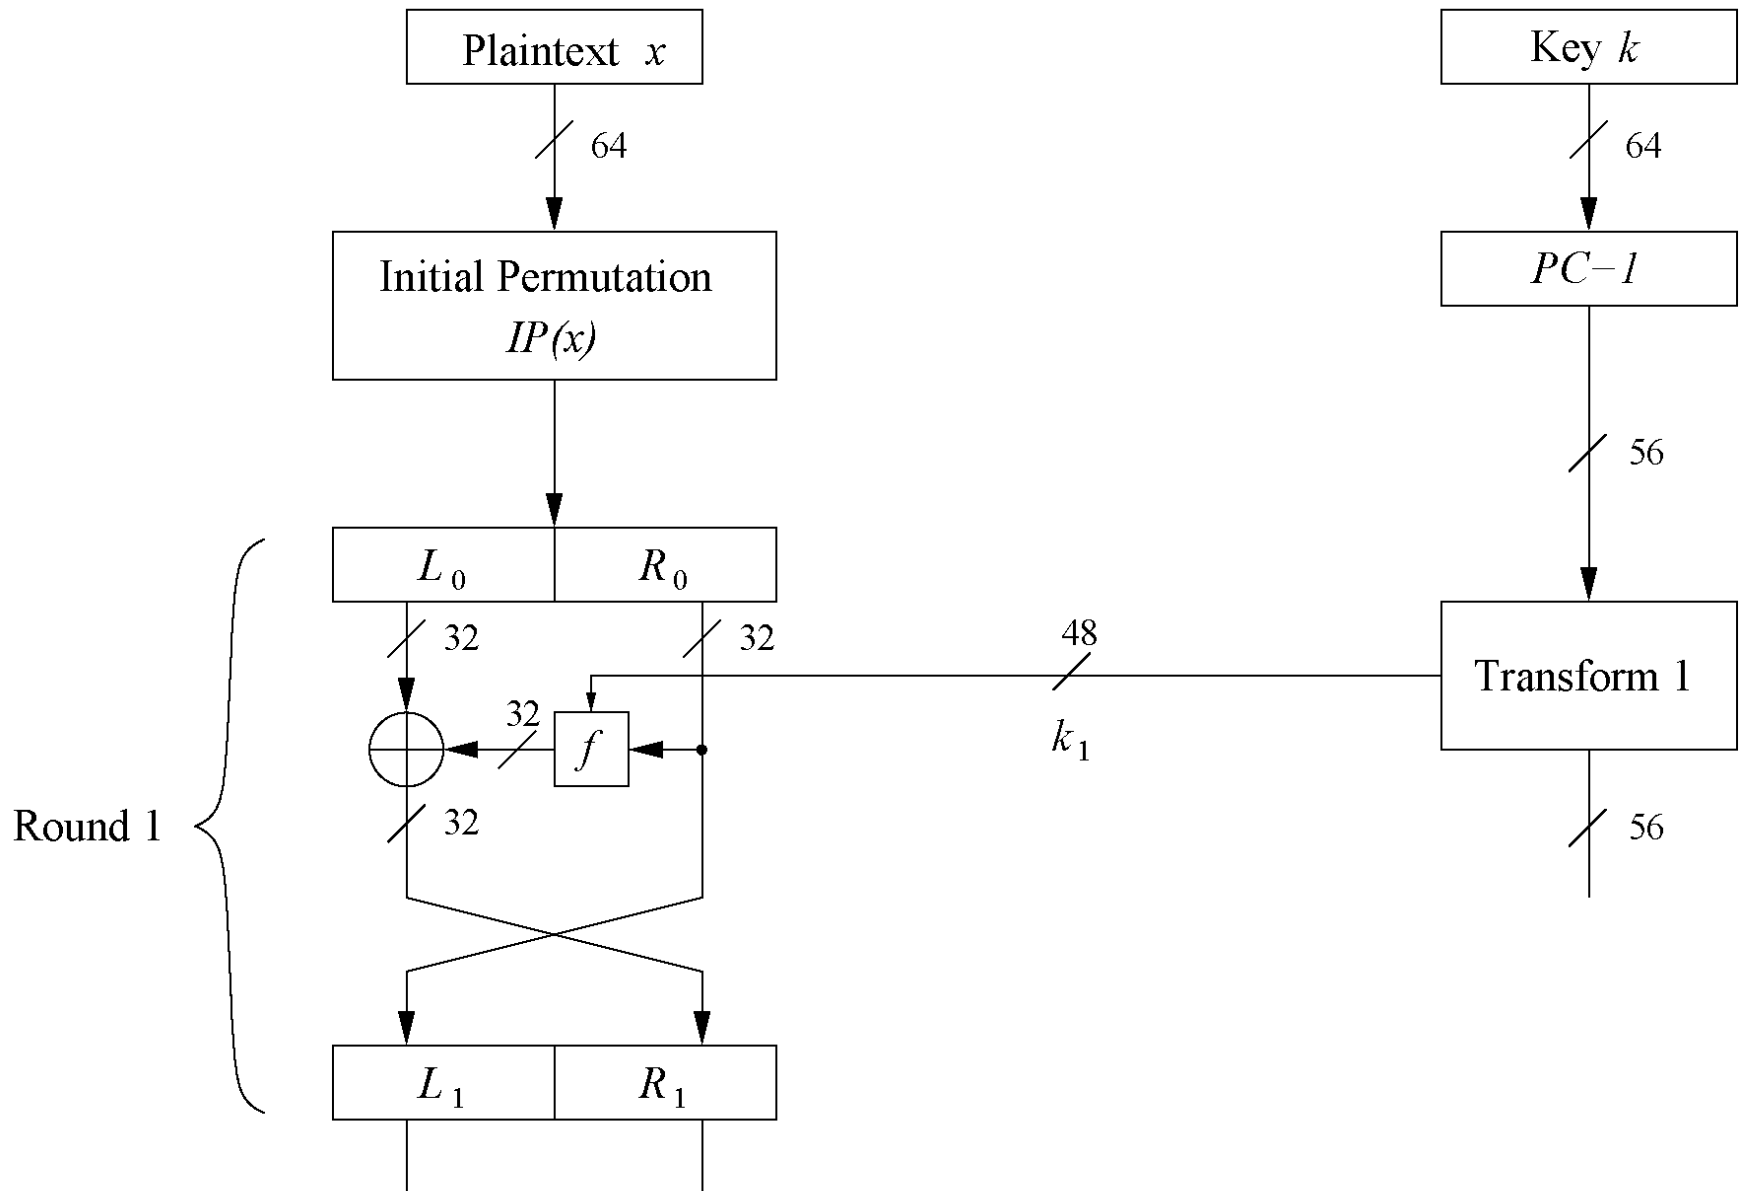 Plaintext x
Key k
64
64
Initial Permutation
IP(x)
PC−1
56
L0
R0
32
32
48
Transform 1
32
f
k1
Round 1
32
56
L1
R1